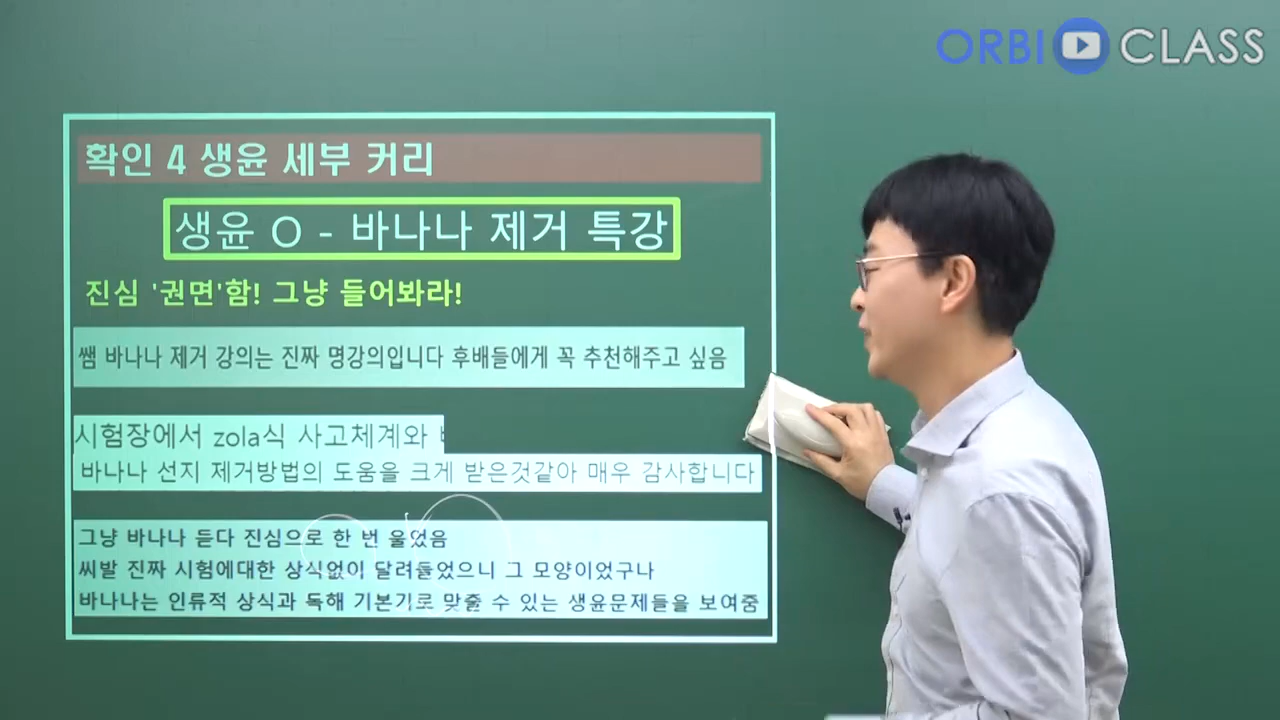 ORBI CLASS
확인 4 생윤 세부 커리
생윤 O - 바나나 제거 특강
진심 '권면'함! 그냥 들어봐라!
쌤 바나나 제거 강의는 진짜 명강의입니다 후배들에게 꼭 추천해주고 싶음
시험장에서 zola식 사고체계와
바나나 선지 제거방법의 도움을 크게 받은것같아 매우 감사합니다
그냥 바나나 듣다 진심으로 한 번 울었음
씨발 진짜 시험에대한 상식없이 달려들었으니 그 모양이었구나
바나나는 인류적 상식과 독해 기본기로 맞출 수 있는 생윤문제들을 보여줌